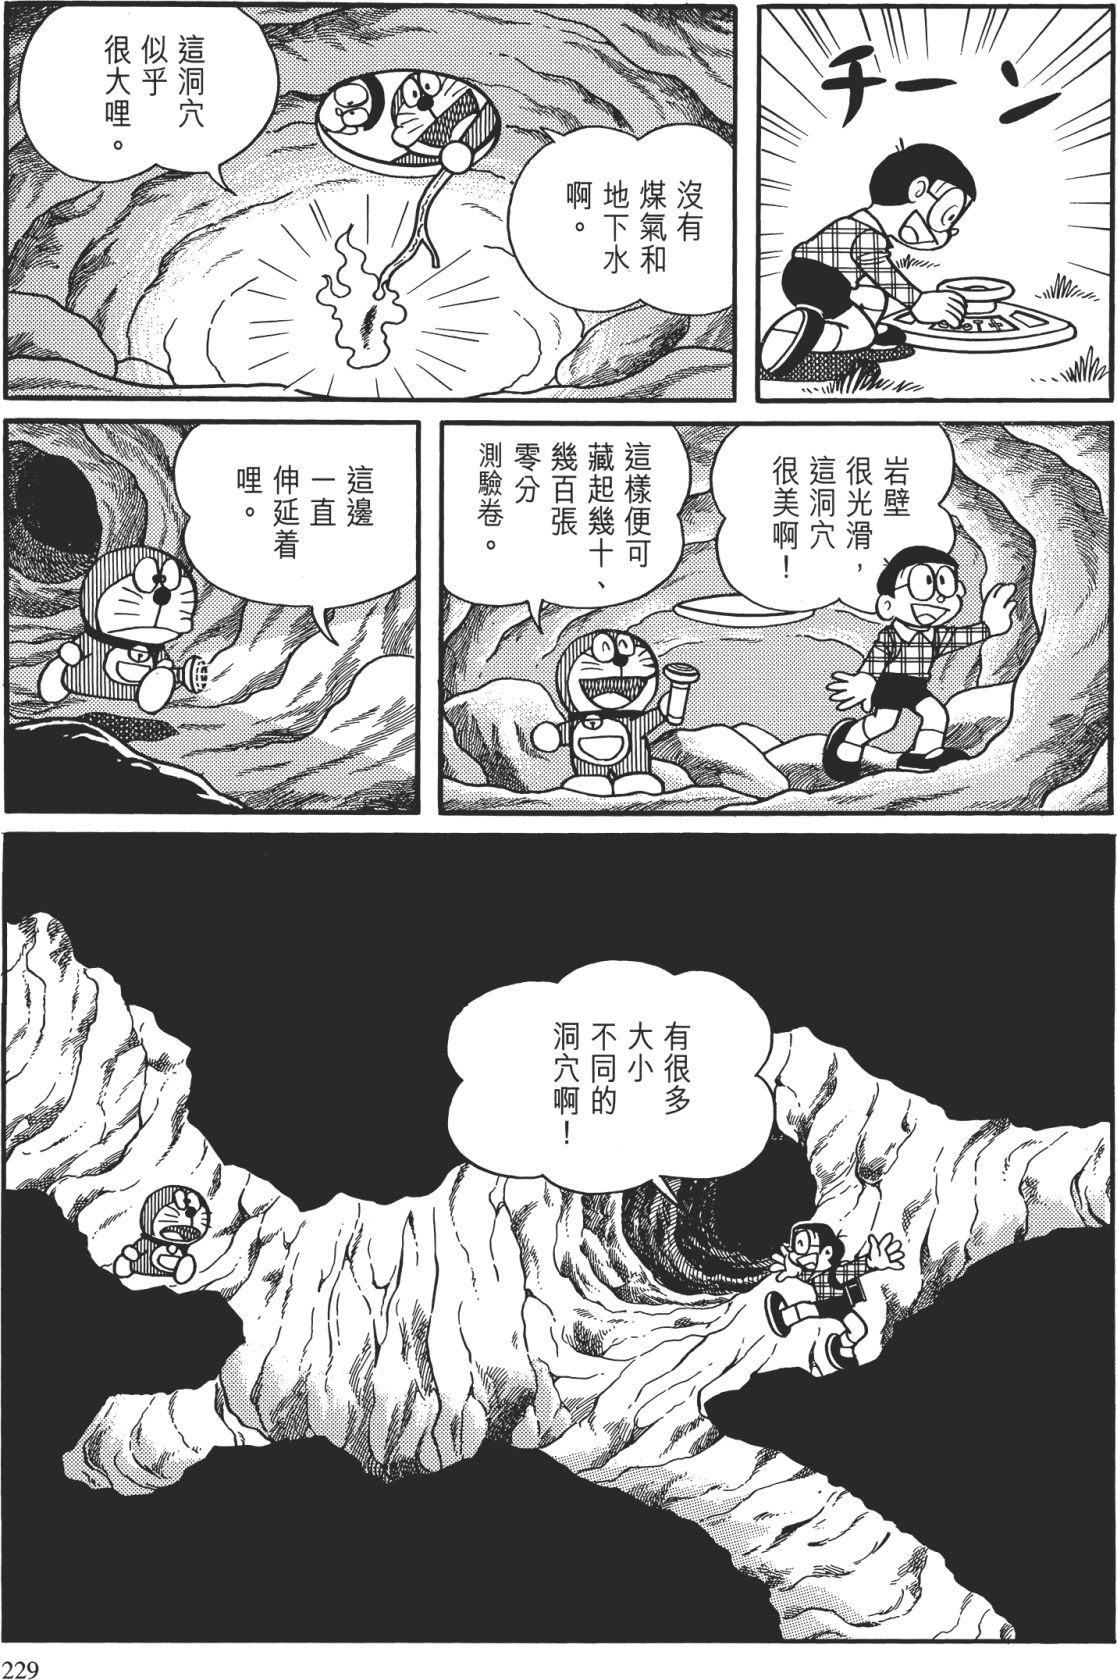 チーン
沒有
煤氣和
地下水
啊。
這洞穴
似乎
很大哩。
岩壁
很光滑，
這洞穴
很美啊！
這樣便可
藏起幾十、
幾百張
零分
測驗卷。
這邊
一直
伸延着
哩。
有很多
大小
不同的
洞穴啊！
229